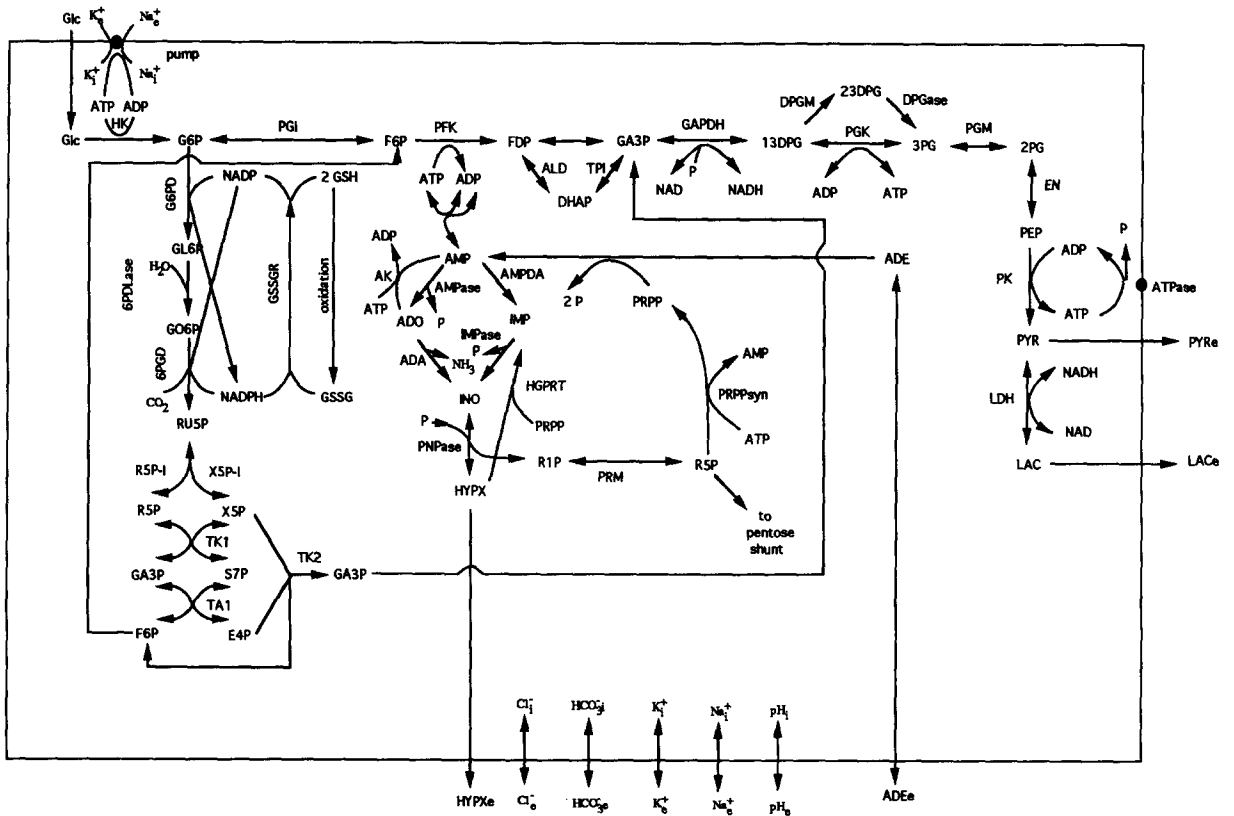 Glc K+e Na+e
pump
K+i Na+i
ATP ADP
HK
Glc G6P PGI F6P PFK FDP GA3P GAPDH 13DPG PGK 3PG PGM 2PG
DPGM 23DPG DPGase
ATP ADP
ALD TPI
DHAP
NAD P NADH
ADP ATP
EN
PEP
G6PD NADP 2 GSH
GL6P
H2O
6PDLase
GSSGR
oxidation
GO6P
6PGD
CO2
NADPH GSSG
RU5P
ADP
AMP
AK
AMPase
AMPDA
ATP
ADO
P
IMP
IMPase
P
ADA
NH3
INO
HGPRT
PRPP
P
PNPase
R1P
PRM
R5P
HYPX
2 P PRPP
ADE
AMP
PRPPsyn
ATP
to
pentose
shunt
PK
ADP
P
ATPase
ATP
PYR PYRe
LDH
NADH
NAD
LAC LACe
R5P-I X5P-I
R5P X5P
TK1
GA3P S7P
TK2
GA3P
TA1
F6P E4P
Cl-i HCO-3i K+i Na+i pHi
HYPXe Cl-e HCO-3e K+e Na+e pHe ADEe